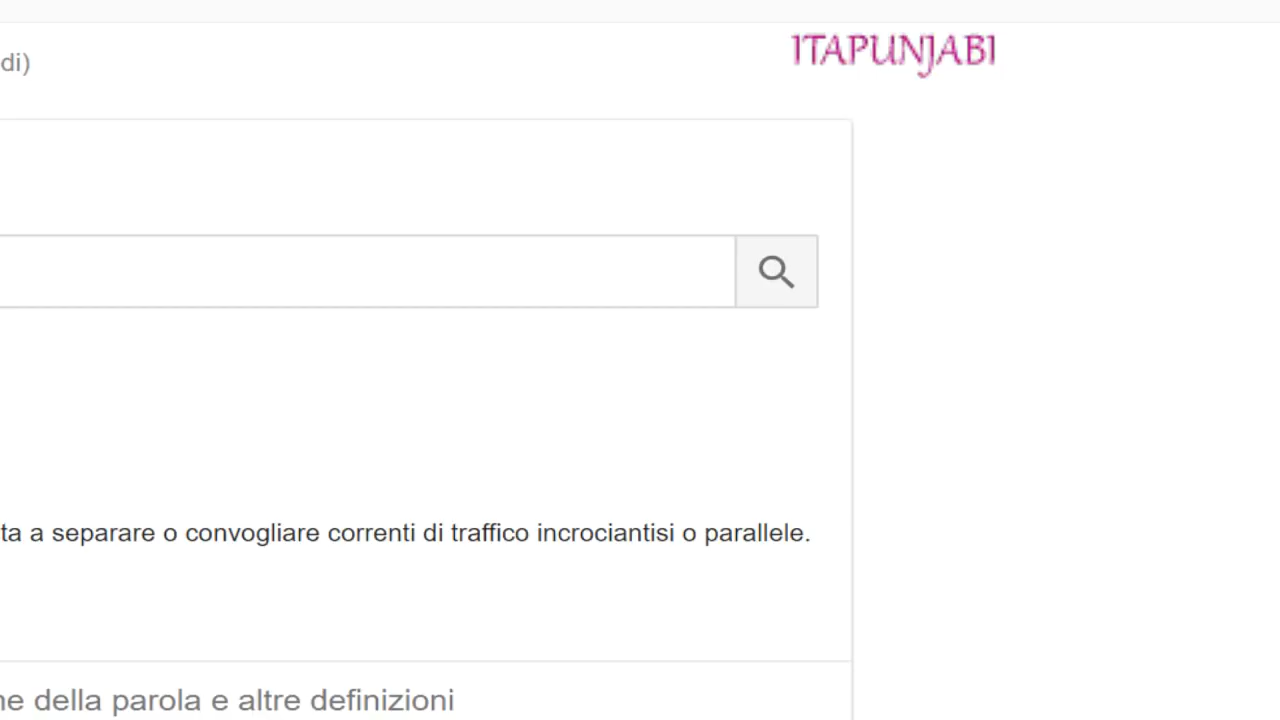 di)
ITAPUNJABI
ta a separare o convogliare correnti di traffico incrociantisi o parallele.
ne della parola e altre definizioni